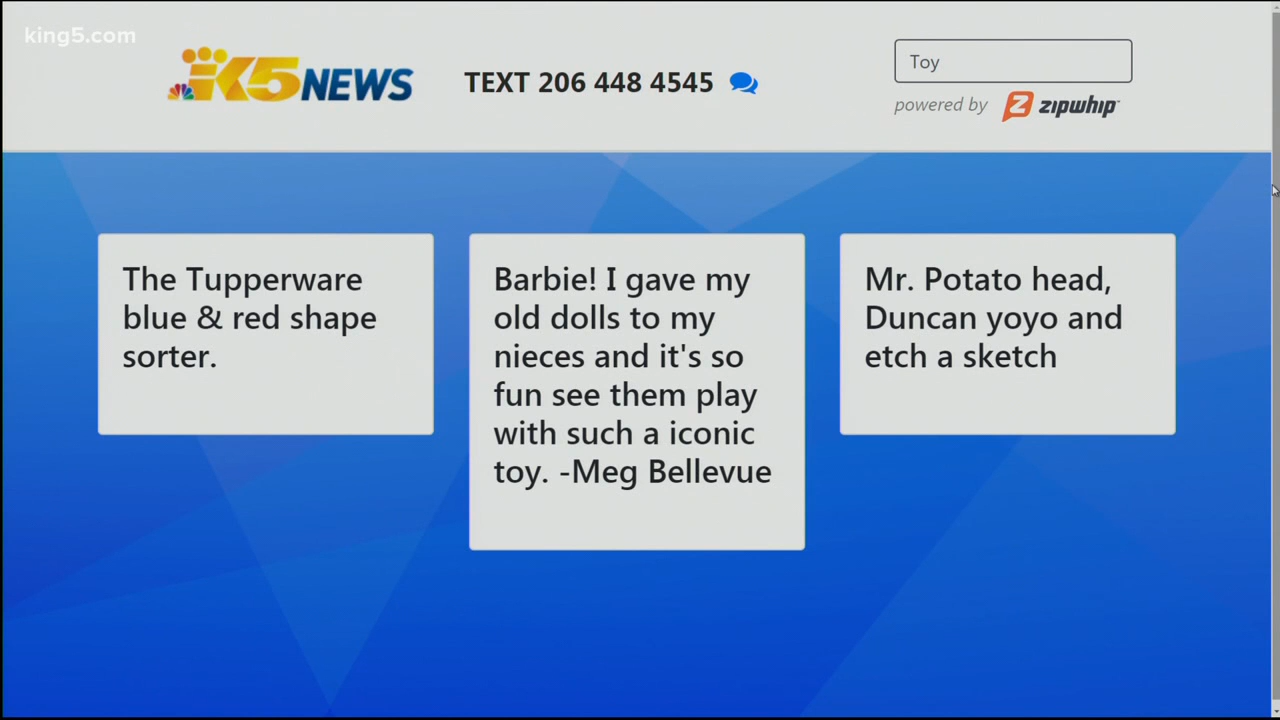 king5.com
K5 NEWS
TEXT 206 448 4545
Toy
powered by zipwhip
The Tupperware
blue & red shape
sorter.
Barbie! I gave my
old dolls to my
nieces and it's so
fun see them play
with such a iconic
toy. -Meg Bellevue
Mr. Potato head,
Duncan yoyo and
etch a sketch